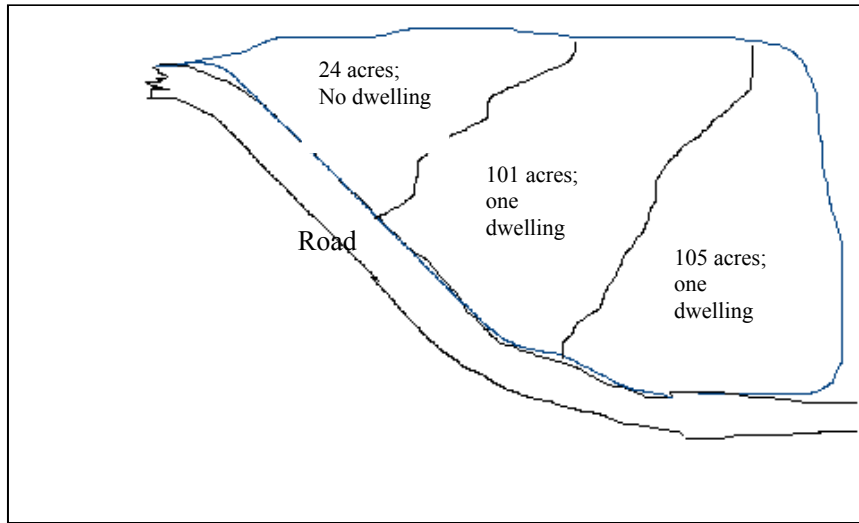 24 acres;
No dwelling
101 acres;
one
dwelling
Road
105 acres;
one
dwelling